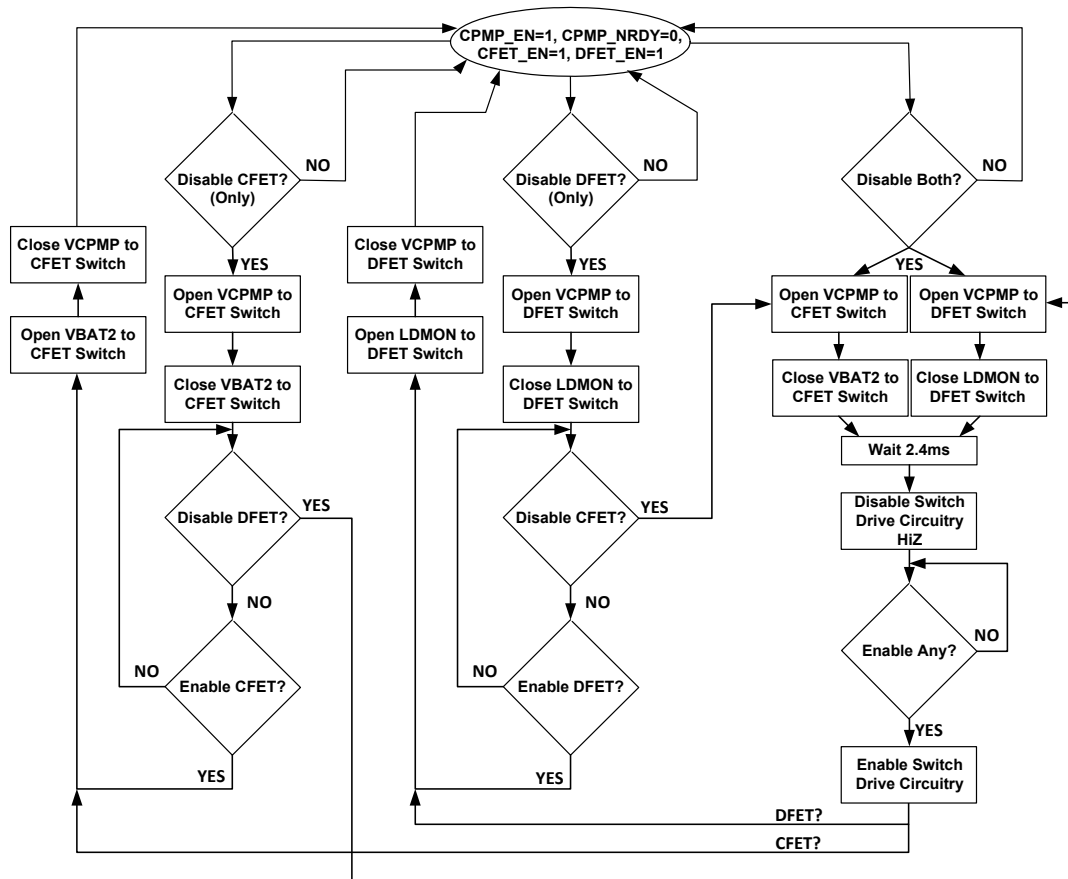 CPMP_EN=1, CPMP_NRDY=0,
CFET_EN=1, DFET_EN=1
Disable CFET?
(Only)
NO
YES
Open VCPMP to
CFET Switch
Close VBAT2 to
CFET Switch
Disable DFET?
YES
NO
Enable CFET?
NO
YES
Close VCPMP to
CFET Switch
Open VBAT2 to
CFET Switch
Disable DFET?
(Only)
NO
YES
Open VCPMP to
DFET Switch
Close LDMON to
DFET Switch
Disable CFET?
YES
NO
Enable DFET?
NO
YES
Close VCPMP to
DFET Switch
Open LDMON to
DFET Switch
Disable Both?
NO
YES
Open VCPMP to
CFET Switch
Open VCPMP to
DFET Switch
Close VBAT2 to
CFET Switch
Close LDMON to
DFET Switch
Wait 2.4ms
Disable Switch
Drive Circuitry
HiZ
Enable Any?
NO
YES
Enable Switch
Drive Circuitry
DFET?
CFET?